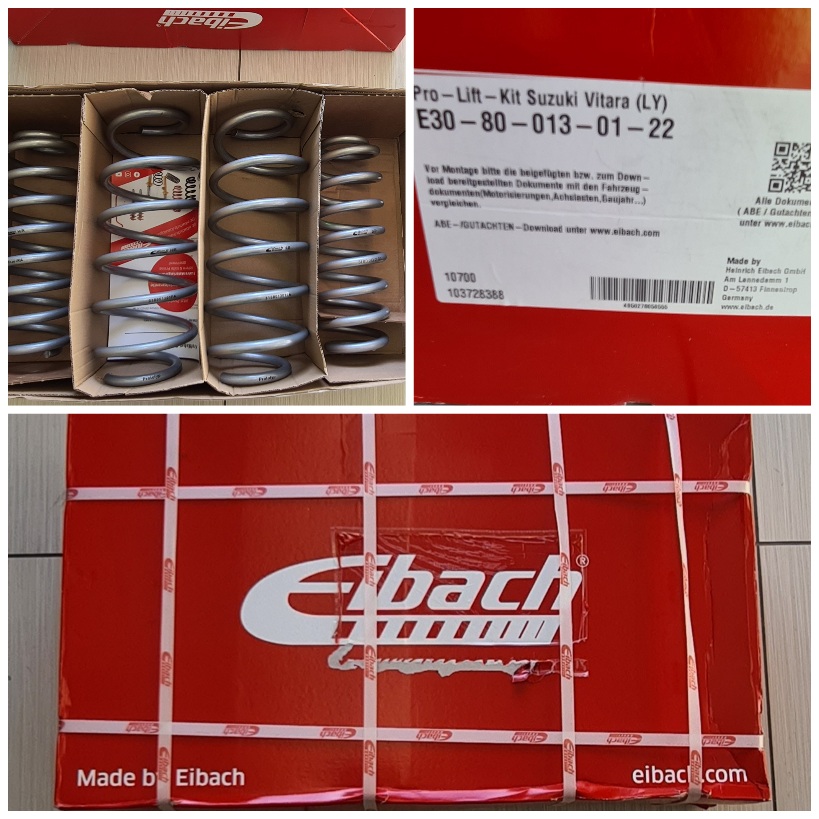 Eibach
Pro-Lift-Kit Suzuki Vitara (LY)
E30-80-013-01-22
Vor Montage bitte die beigefügten bzw. zum Down-
load bereitgestellten Dokumente mit den Fahrzeug-
dokumenten(Motorisierungen,Achslasten,Baujahr...)
vergleichen.
ABE-/GUTACHTEN-Download unter www.eibach.com
Alle Dokume
( ABE / Gutachten
unter www.eibach
Made by
Heinrich Eibach GmbH
Am Lennedamm 1
D-57413 Finnentrop
Germany
www.eibach.de
10700
103728388
Eibach®
Made by Eibach
eibach.com